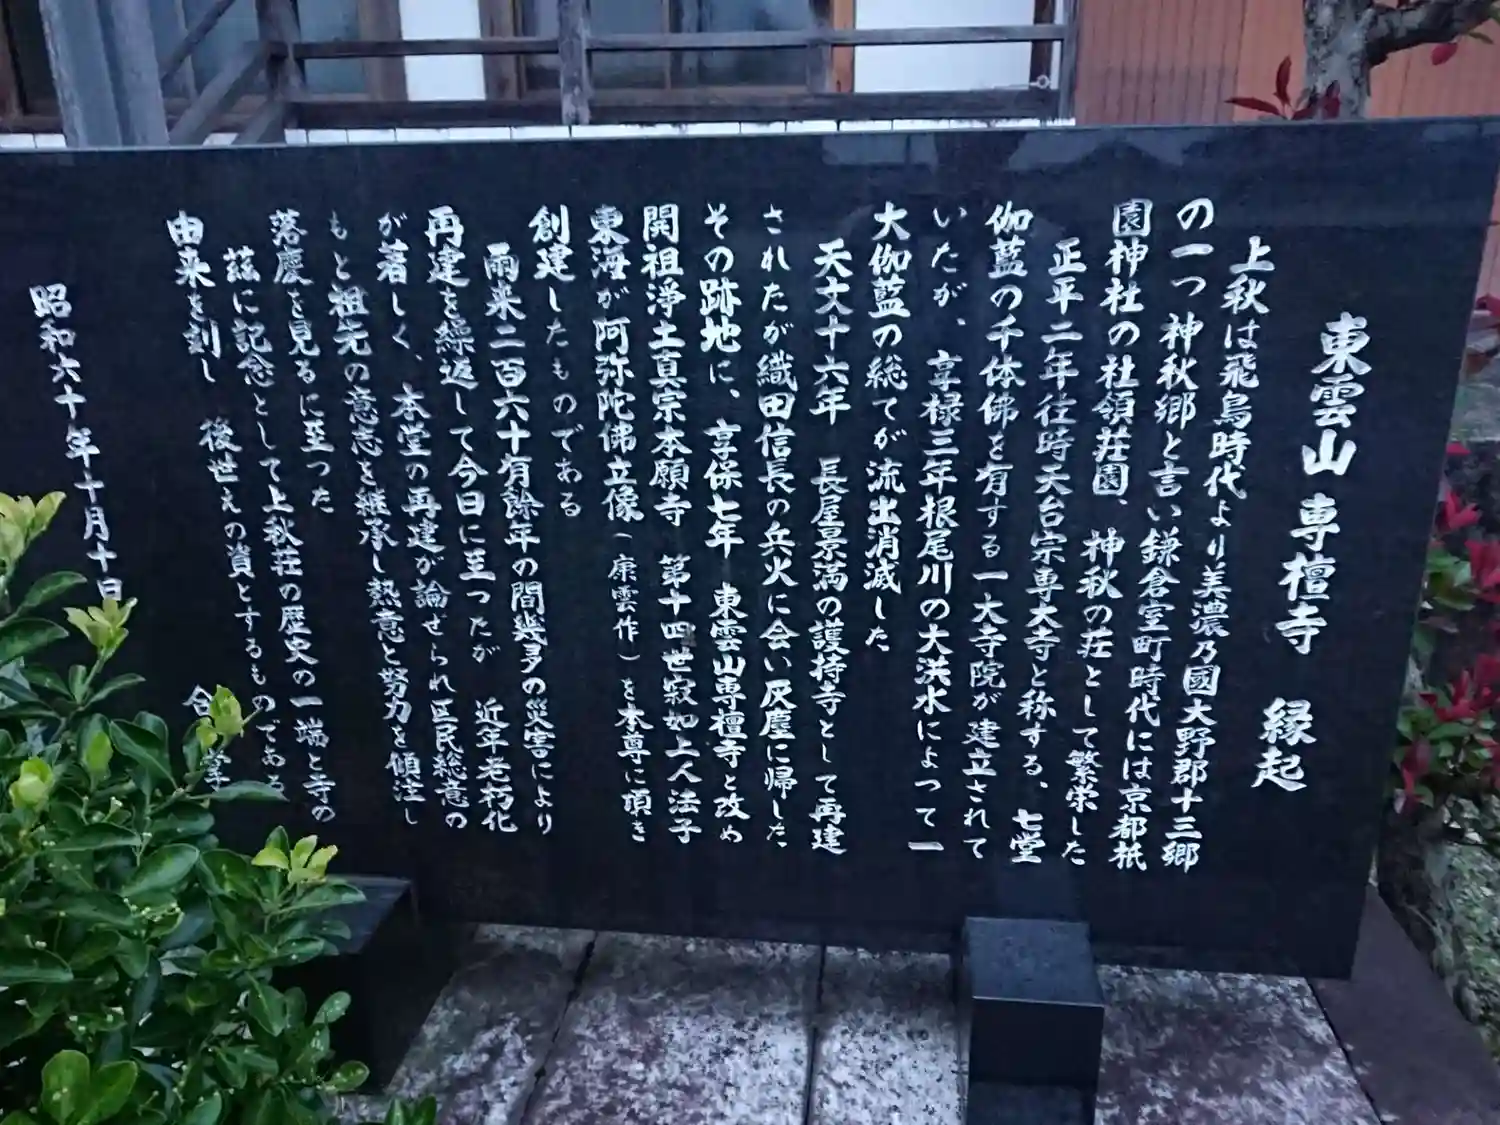 東雲山 専檀寺 縁起
上秋は飛鳥時代より美濃乃國大野郡十三郷
の一つ神秋郷と言い鎌倉室町時代には京都祇
園神社の社領荘園、神秋の荘として繁栄した
正平二年往時天台宗専大寺と称する、七堂
伽藍の千体佛を有する一大寺院が建立されて
いたが、享禄三年根尾川の大洪水によって一
大伽藍の総てが流出消滅した
天文十六年 長屋景満の護持寺として再建
されたが織田信長の兵火に会い灰塵に帰した
その跡地に、享保七年 東雲山専檀寺と改め
開祖浄土真宗本願寺 第十四世寂如上人法子
東海が阿弥陀佛立像(康雲作)を本尊に頂き
創建したものである
雨来二百六十有餘年の間幾多の災害により
再建を繰返して今日に至ったが 近年老朽化
が著しく、本堂の再建が論ぜられ区民総意の
もと祖先の意志を継承し熱意と努力を傾注し
落慶を見るに至った
茲に記念として上秋荘の歴史の一端と寺の
由来を刻し 後世えの資とするものである
昭和六十年十月十日